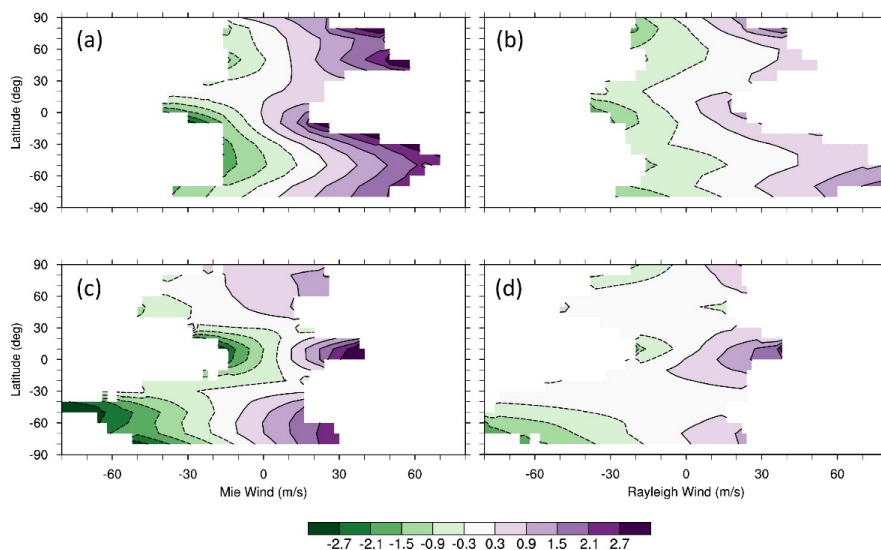 (a) (b)
90 90
60 60
30 30
0 0
-30 -30
-60 -60
-90 -90
Latitude (deg)
(c) (d)
90 90
60 60
30 30
0 0
-30 -30
-60 -60
-90 -90
Latitude (deg)
-60 -30 0 30 60 -60 -30 0 30 60
Mie Wind (m/s) Rayleigh Wind (m/s)
-2.7 -2.1 -1.5 -0.9 -0.3 0.3 0.9 1.5 2.1 2.7